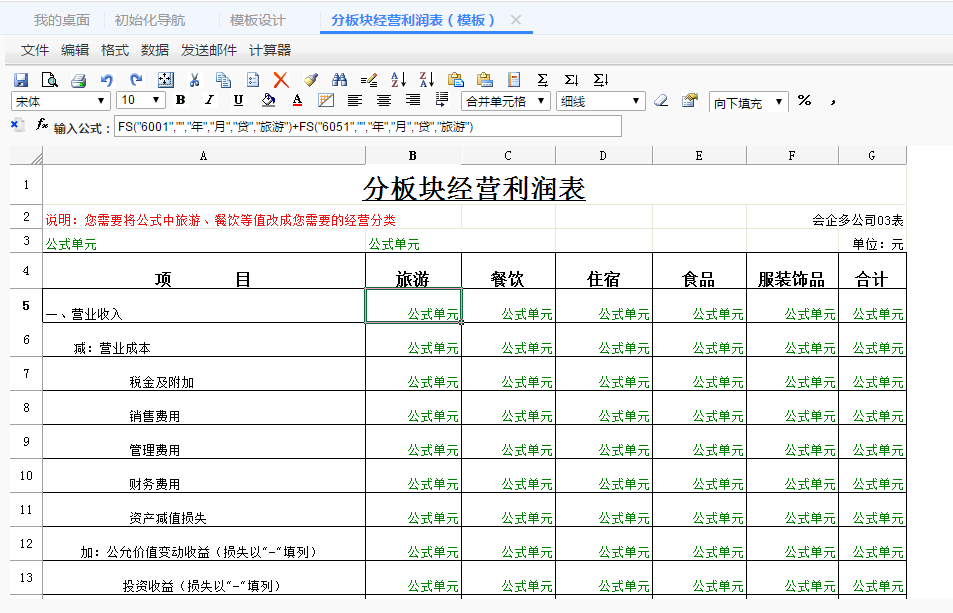 我的桌面 初始化导航 模板设计 分板块经营利润表（模板） ×
文件 编辑 格式 数据 发送邮件 计算器
宋体 10 B I U A 合并单元格 细线 向下填充 % ,
fx 输入公式： FS("6001","","年","月","贷","旅游")+FS("6051","","年","月","贷","旅游")
A B C D E F G
1 分板块经营利润表
2 说明：您需要将公式中旅游、餐饮等值改成您需要的经营分类 会企多公司03表
3 公式单元 公式单元 单位：元
4 项 目 旅游 餐饮 住宿 食品 服装饰品 合计
5 一、营业收入 公式单元 公式单元 公式单元 公式单元 公式单元 公式单元
6 减：营业成本 公式单元 公式单元 公式单元 公式单元 公式单元 公式单元
7 税金及附加 公式单元 公式单元 公式单元 公式单元 公式单元 公式单元
8 销售费用 公式单元 公式单元 公式单元 公式单元 公式单元 公式单元
9 管理费用 公式单元 公式单元 公式单元 公式单元 公式单元 公式单元
10 财务费用 公式单元 公式单元 公式单元 公式单元 公式单元 公式单元
11 资产减值损失 公式单元 公式单元 公式单元 公式单元 公式单元 公式单元
12 加：公允价值变动收益（损失以"-"填列） 公式单元 公式单元 公式单元 公式单元 公式单元 公式单元
13 投资收益（损失以"-"填列） 公式单元 公式单元 公式单元 公式单元 公式单元 公式单元